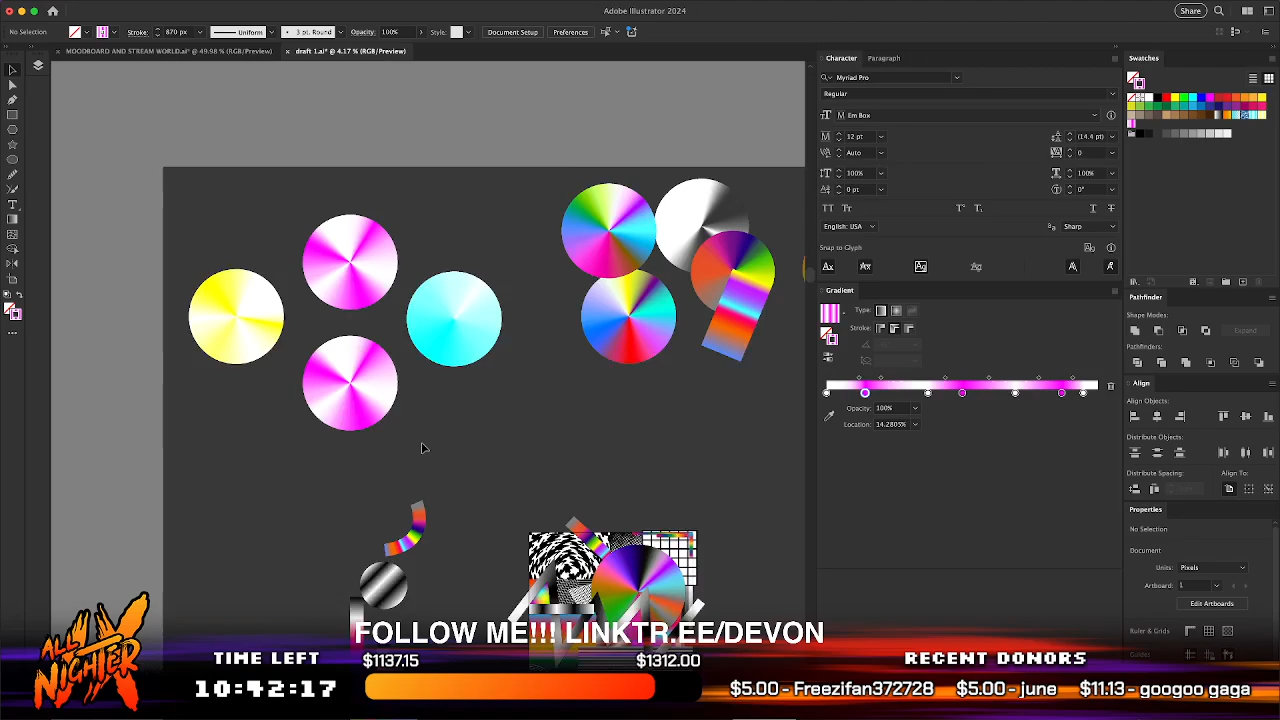 Adobe Illustrator 2024
Share
No Selection
Stroke:
870 px
Uniform
3 pt. Round
Opacity:
100%
Style:
Document Setup
Preferences
MOODBOARD AND STREAM WORLD.ai* @ 49.98 % (RGB/Preview)
draft 1.ai* @ 4.17 % (RGB/Preview)
Character
Paragraph
Myriad Pro
Regular
Em Box
12 pt
(14.4 pt)
Auto
0
100%
100%
0 pt
0°
English: USA
Sharp
Snap to Glyph
Gradient
Type:
Stroke:
Opacity:
100%
Location:
14.2805%
Swatches
Pathfinder
Shape Modes:
Expand
Pathfinders:
Align
Align Objects:
Distribute Objects:
Distribute Spacing:
Align To:
Properties
No Selection
Document
Units:
Pixels
Artboard:
1
Edit Artboards
Ruler & Grids
Guides
FOLLOW ME!!! LINKTR.EE/DEVON
ALL NIGHTER
TIME LEFT
10:42:17
$1137.15
$1312.00
RECENT DONORS
$5.00 - Freezifan372728
$5.00 - june
$11.13 - googoo gaga